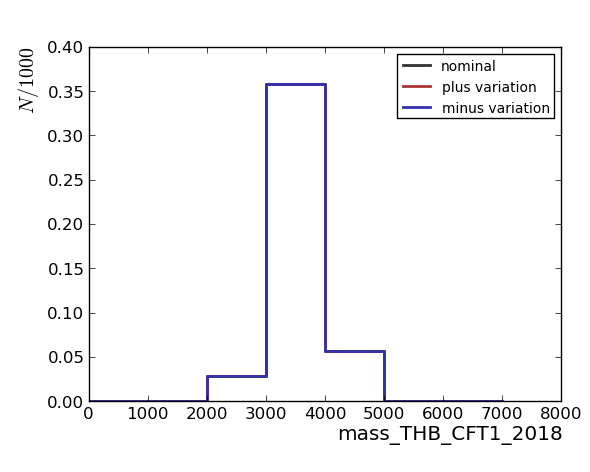 N/1000
0.40
0.35
0.30
0.25
0.20
0.15
0.10
0.05
0.00
nominal
plus variation
minus variation
0 1000 2000 3000 4000 5000 6000 7000 8000
mass_THB_CFT1_2018